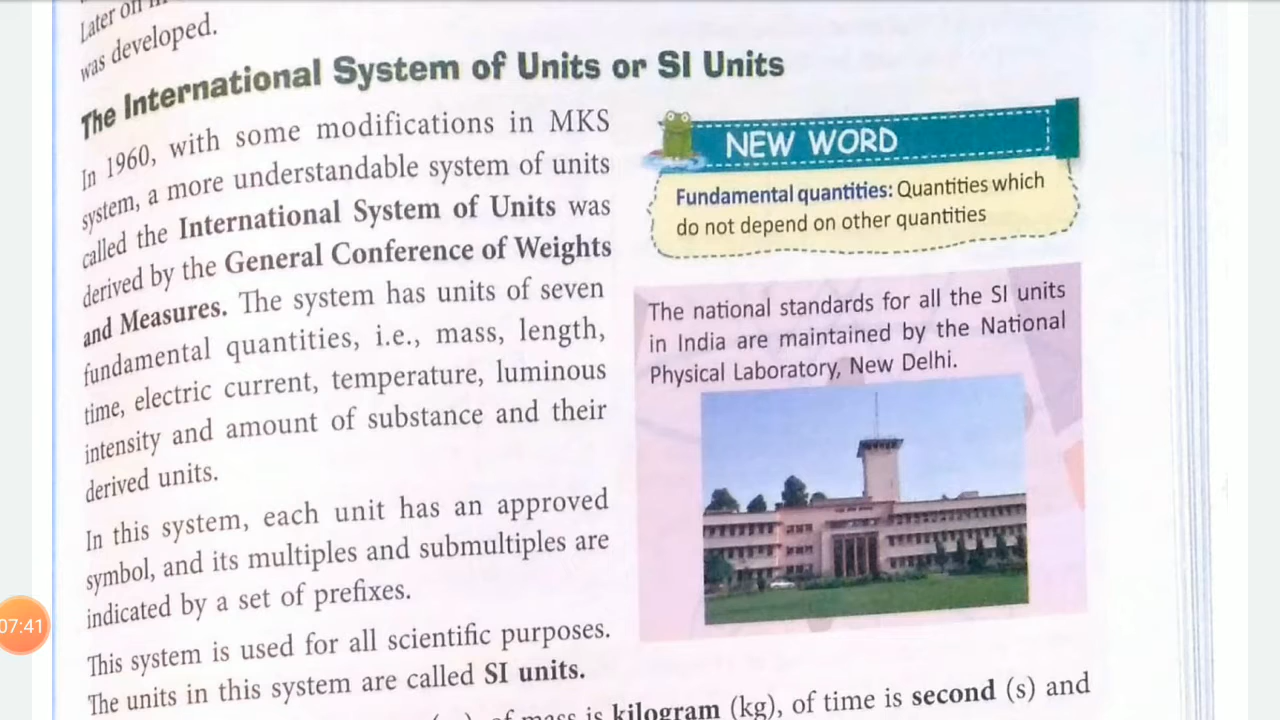 Later on
was developed.
The International System of Units or SI Units
In 1960, with some modifications in MKS
system, a more understandable system of units
called the International System of Units was
derived by the General Conference of Weights
and Measures. The system has units of seven
fundamental quantities, i.e., mass, length,
time, electric current, temperature, luminous
intensity and amount of substance and their
derived units.
In this system, each unit has an approved
symbol, and its multiples and submultiples are
indicated by a set of prefixes.
This system is used for all scientific purposes.
The units in this system are called SI units.
NEW WORD
Fundamental quantities: Quantities which
do not depend on other quantities
The national standards for all the SI units
in India are maintained by the National
Physical Laboratory, New Delhi.
of mass is kilogram (kg), of time is second (s) and
07:41